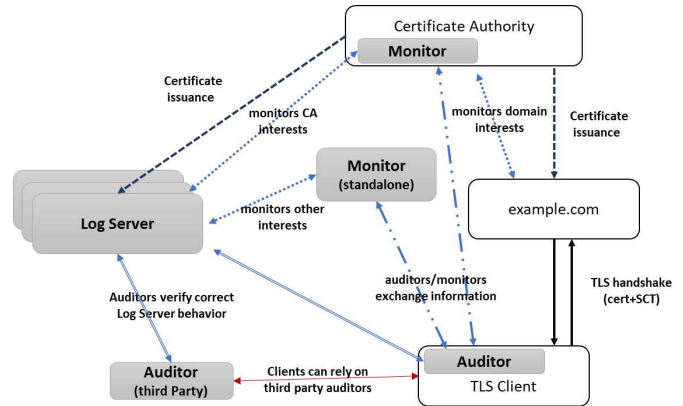 Certificate Authority
Monitor
Certificate
issuance
monitors CA
interests
monitors domain
interests
Certificate
issuance
Monitor
(standalone)
Log Server
monitors other
interests
example.com
auditors/monitors
exchange information
TLS handshake
(cert+SCT)
Auditors verify correct
Log Server behavior
Auditor
(third Party)
Clients can rely on
third party auditors
Auditor
TLS Client